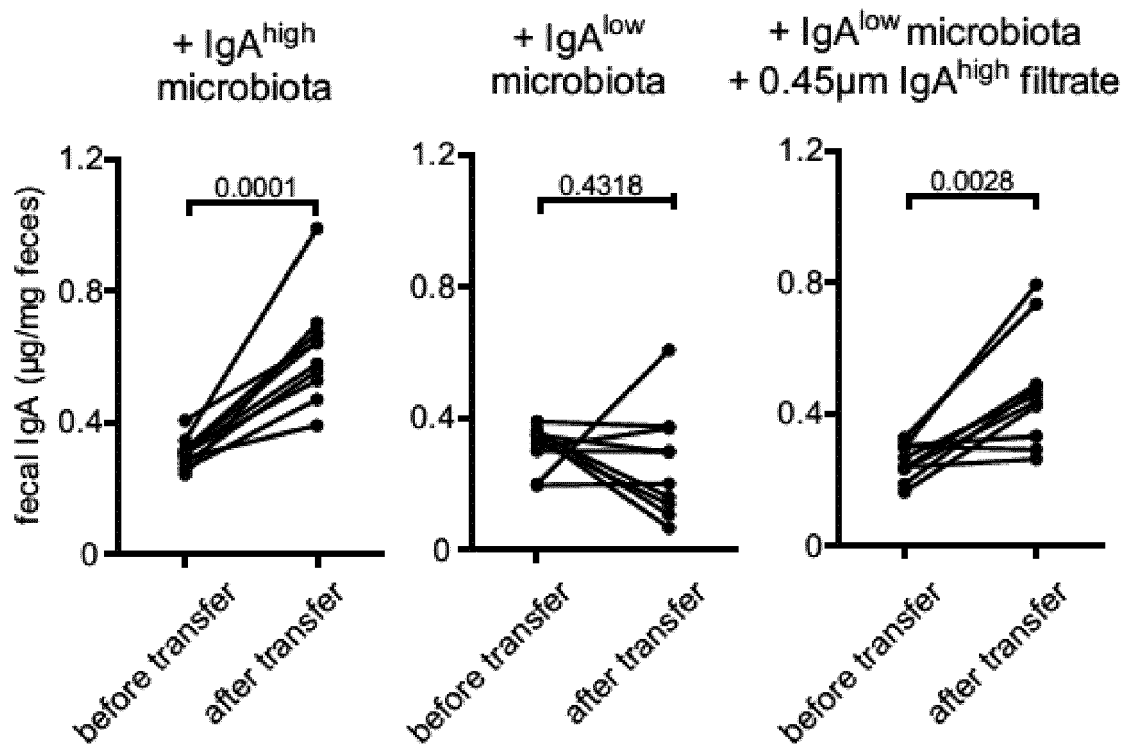 + IgAhigh
microbiota
+ IgAlow
microbiota
+ IgAlow microbiota
+ 0.45µm IgAhigh filtrate
fecal IgA (µg/mg feces)
1.2
0.8
0.4
0
0.0001
before transfer
after transfer
1.2
0.8
0.4
0
0.4318
before transfer
after transfer
1.2
0.8
0.4
0
0.0028
before transfer
after transfer